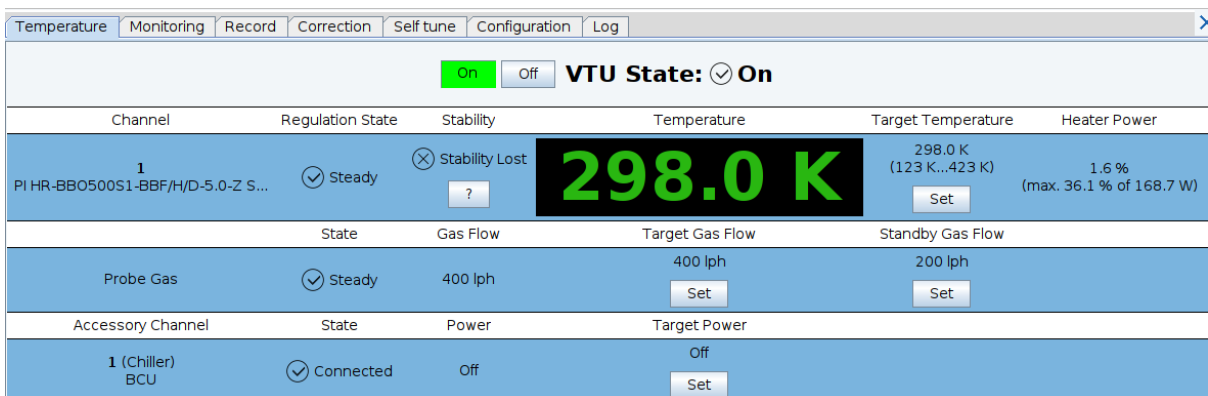 Temperature Monitoring Record Correction Self tune Configuration Log
On Off VTU State: On
Channel Regulation State Stability Temperature Target Temperature Heater Power
1
PI HR-BBO500S1-BBF/H/D-5.0-Z S...
Steady
Stability Lost
?
298.0 K
298.0 K
(123 K...423 K)
Set
1.6 %
(max. 36.1 % of 168.7 W)
State Gas Flow Target Gas Flow Standby Gas Flow
Probe Gas
Steady
400 lph
400 lph
Set
200 lph
Set
Accessory Channel State Power Target Power
1 (Chiller)
BCU
Connected
Off
Off
Set